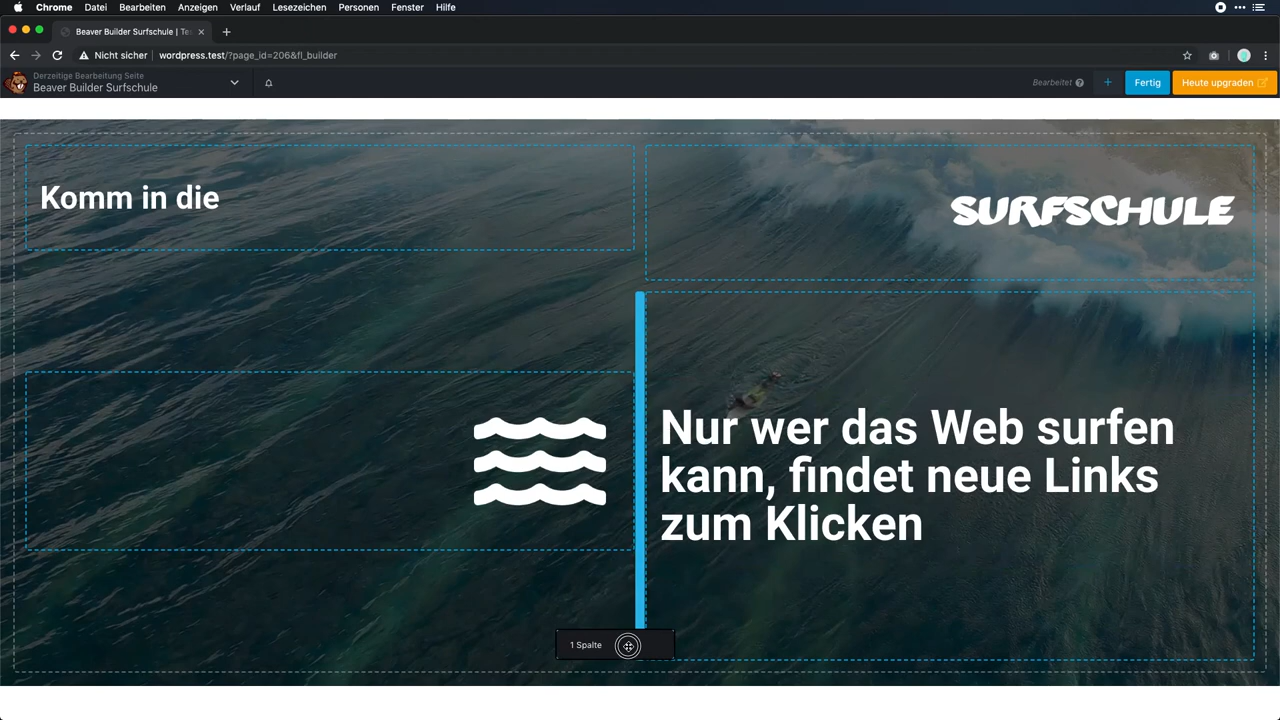 Chrome Datei Bearbeiten Anzeigen Verlauf Lesezeichen Personen Fenster Hilfe
Beaver Builder Surfschule | Tes
Nicht sicher wordpress.test/?page_id=206&fl_builder
Derzeitige Bearbeitung Seite
Beaver Builder Surfschule
Bearbeitet
Fertig
Heute upgraden
Komm in die
SURFSCHULE
Nur wer das Web surfen
kann, findet neue Links
zum Klicken
1 Spalte